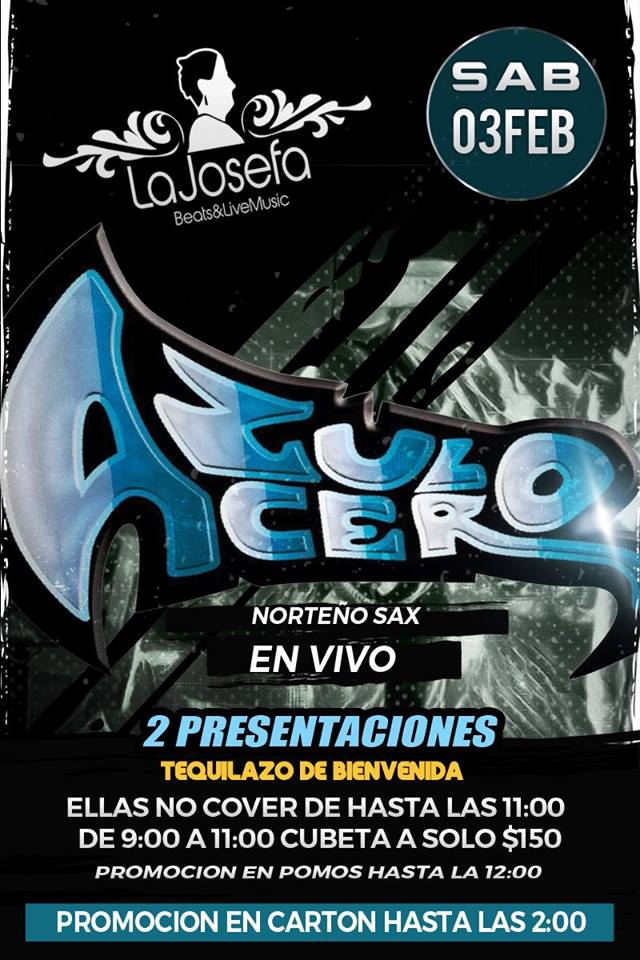 LaJosefa
Beats&LiveMusic
SAB
03FEB
AZUL
ACERO
NORTEÑO SAX
EN VIVO
2 PRESENTACIONES
TEQUILAZO DE BIENVENIDA
ELLAS NO COVER DE HASTA LAS 11:00
DE 9:00 A 11:00 CUBETA A SOLO $150
PROMOCION EN POMOS HASTA LA 12:00
PROMOCION EN CARTON HASTA LAS 2:00